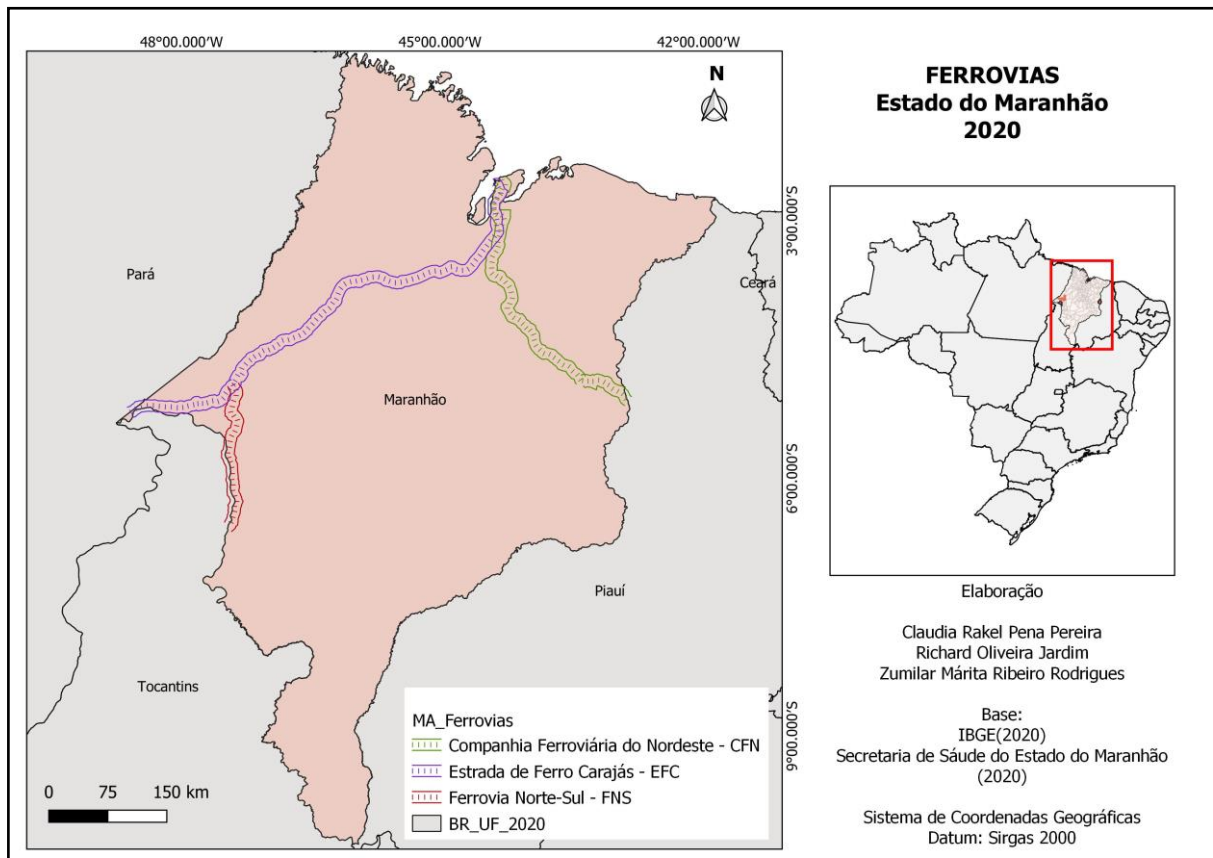 48°00.000'W 45°00.000'W 42°00.000'W
N
3°00.000'S
6°00.000'S
9°00.000'S
Pará
Ceará
Maranhão
Piauí
Tocantins
MA_Ferrovias
Companhia Ferroviária do Nordeste - CFN
Estrada de Ferro Carajás - EFC
Ferrovia Norte-Sul - FNS
BR_UF_2020
0 75 150 km
FERROVIAS
Estado do Maranhão
2020
Elaboração
Claudia Rakel Pena Pereira
Richard Oliveira Jardim
Zumilar Márita Ribeiro Rodrigues
Base:
IBGE(2020)
Secretaria de Sáude do Estado do Maranhão
(2020)
Sistema de Coordenadas Geográficas
Datum: Sirgas 2000